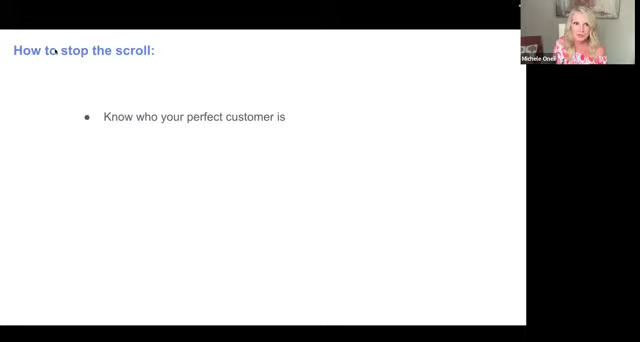 How to stop the scroll:
● Know who your perfect customer is
Michele Oneil